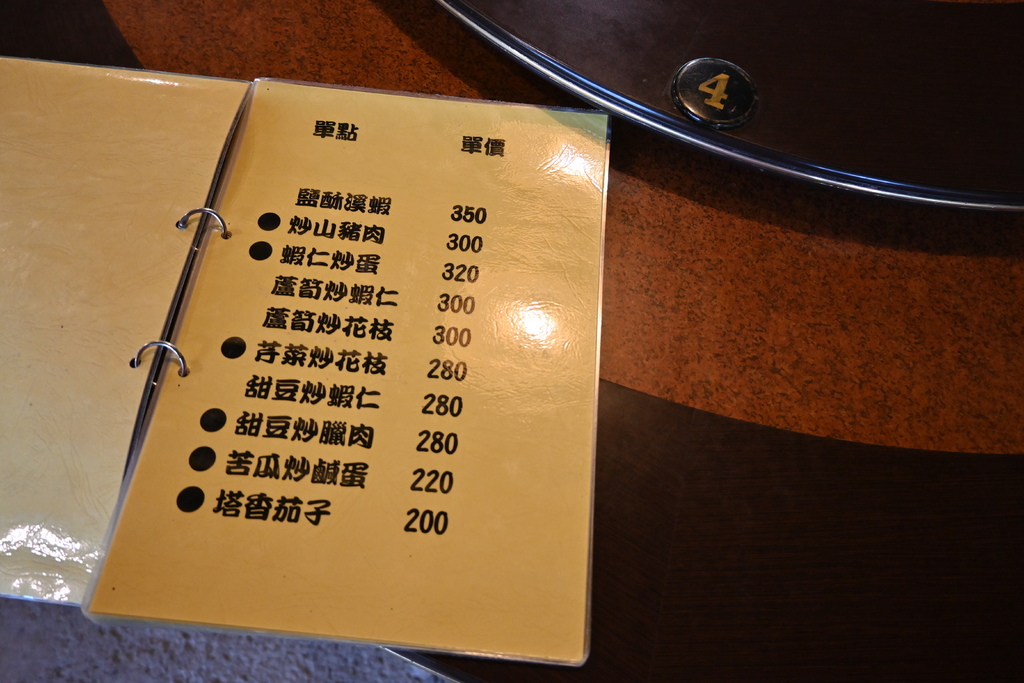 單點 單價
鹽酥溪蝦 350
● 炒山豬肉 300
● 蝦仁炒蛋 320
蘆筍炒蝦仁 300
蘆筍炒花枝 300
● 芹菜炒花枝 280
甜豆炒蝦仁 280
● 甜豆炒臘肉 280
● 苦瓜炒鹹蛋 220
● 塔香茄子 200
4